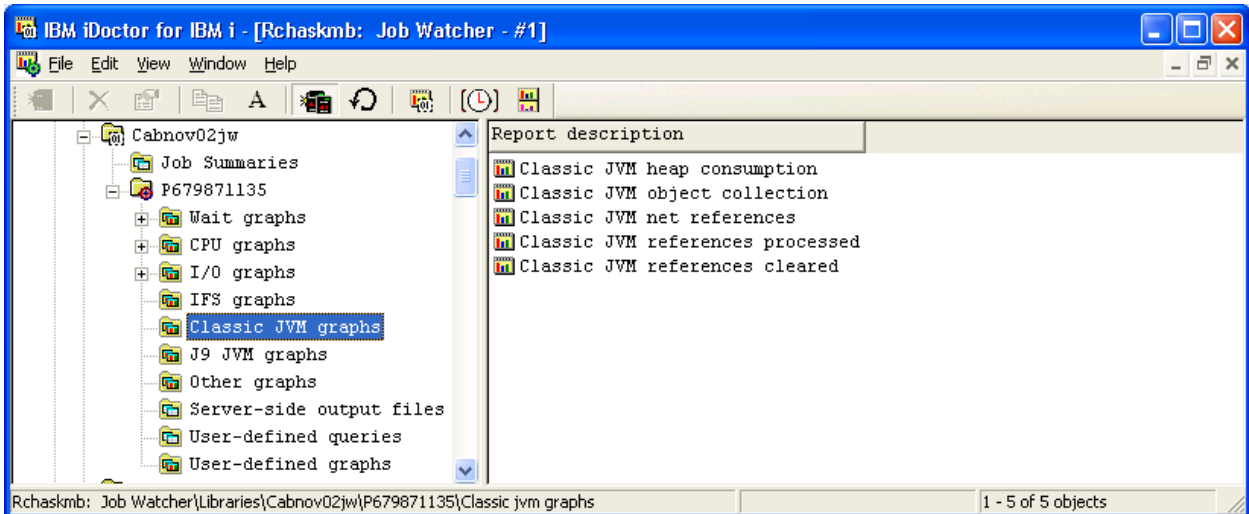 IBM iDoctor for IBM i - [Rchaskmb: Job Watcher - #1]
File Edit View Window Help
A
Cabnov02jw
Job Summaries
P679871135
Wait graphs
CPU graphs
I/O graphs
IFS graphs
Classic JVM graphs
J9 JVM graphs
Other graphs
Server-side output files
User-defined queries
User-defined graphs
Report description
Classic JVM heap consumption
Classic JVM object collection
Classic JVM net references
Classic JVM references processed
Classic JVM references cleared
Rchaskmb: Job Watcher\Libraries\Cabnov02jw\P679871135\Classic jvm graphs
1 - 5 of 5 objects